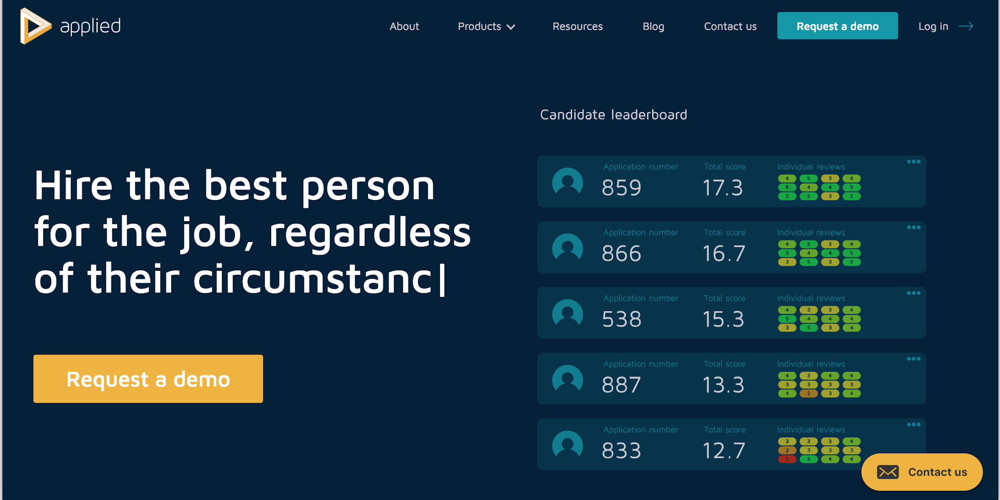 applied
About Products Resources Blog Contact us Request a demo Log in
Hire the best person
for the job, regardless
of their circumstanc|
Request a demo
Candidate leaderboard
Application number Total score Individual reviews
859 17.3
4 5 3 4
5 4 4 5
5 5 3 5
Application number Total score Individual reviews
866 16.7
4 5 3 4
5 4 4 5
3 5 3 5
Application number Total score Individual reviews
538 15.3
4 3 3 4
5 4 4 4
3 5 3 4
Application number Total score Individual reviews
887 13.3
4 3 4 4
3 3 3 3
4 2 3 4
Application number Total score Individual reviews
833 12.7
3 3 3 4
2 3 3 3
1 5 4 4
Contact us